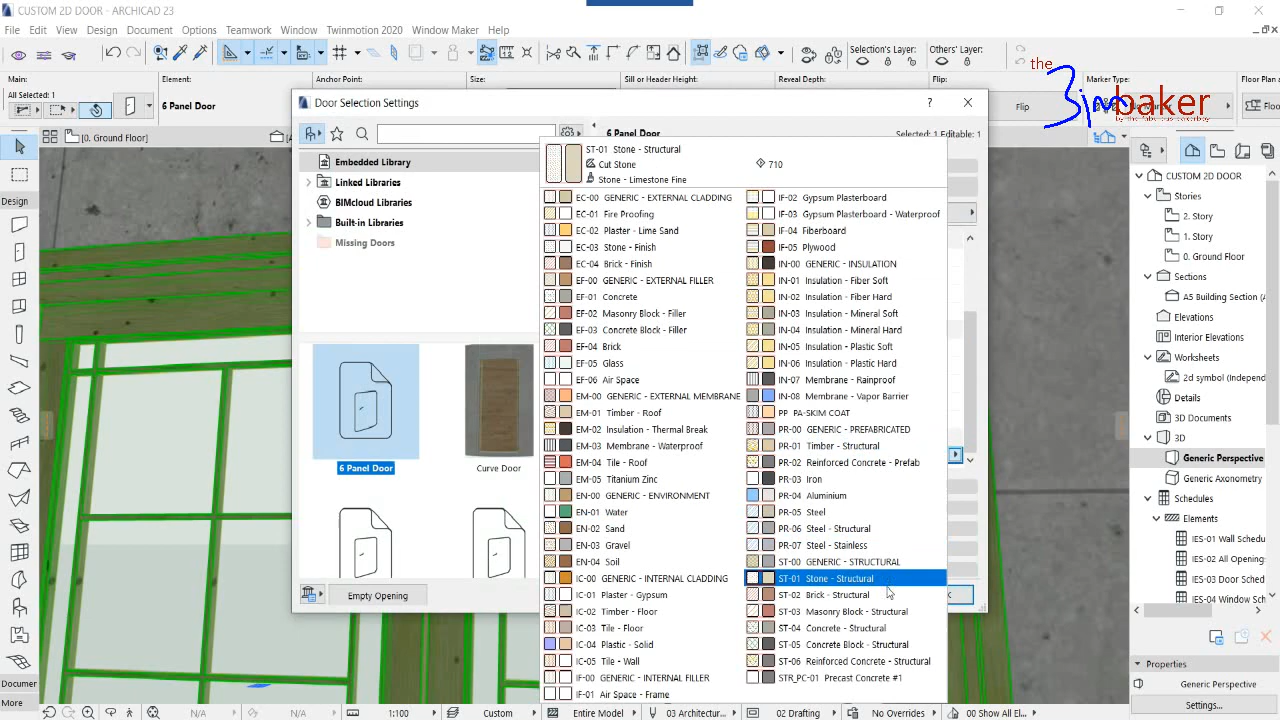 CUSTOM 2D DOOR - ARCHICAD 23
File Edit View Design Document Options Teamwork Window Twinmotion 2020 Window Maker Help
Selection's Layer:
Others' Layer:
the
3jmbaker
Main:
All Selected: 1
Element:
6 Panel Door
Anchor Point:
Size:
Sill or Header Height:
Reveal Depth:
Flip:
Flip
Marker Type:
Floor Plan a
Floor
[0. Ground Floor]
Door Selection Settings
?
6 Panel Door
Selected: 1 Editable: 1
Embedded Library
Linked Libraries
BIMcloud Libraries
Built-in Libraries
Missing Doors
6 Panel Door
Curve Door
Empty Opening
ST-01 Stone - Structural
Cut Stone
710
Stone - Limestone Fine
EC-00 GENERIC - EXTERNAL CLADDING
EC-01 Fire Proofing
EC-02 Plaster - Lime Sand
EC-03 Stone - Finish
EC-04 Brick - Finish
EF-00 GENERIC - EXTERNAL FILLER
EF-01 Concrete
EF-02 Masonry Block - Filler
EF-03 Concrete Block - Filler
EF-04 Brick
EF-05 Glass
EF-06 Air Space
EM-00 GENERIC - EXTERNAL MEMBRANE
EM-01 Timber - Roof
EM-02 Insulation - Thermal Break
EM-03 Membrane - Waterproof
EM-04 Tile - Roof
EM-05 Titanium Zinc
EN-00 GENERIC - ENVIRONMENT
EN-01 Water
EN-02 Sand
EN-03 Gravel
EN-04 Soil
IC-00 GENERIC - INTERNAL CLADDING
IC-01 Plaster - Gypsum
IC-02 Timber - Floor
IC-03 Tile - Floor
IC-04 Plastic - Solid
IC-05 Tile - Wall
IF-00 GENERIC - INTERNAL FILLER
IF-01 Air Space - Frame
IF-02 Gypsum Plasterboard
IF-03 Gypsum Plasterboard - Waterproof
IF-04 Fiberboard
IF-05 Plywood
IN-00 GENERIC - INSULATION
IN-01 Insulation - Fiber Soft
IN-02 Insulation - Fiber Hard
IN-03 Insulation - Mineral Soft
IN-04 Insulation - Mineral Hard
IN-05 Insulation - Plastic Soft
IN-06 Insulation - Plastic Hard
IN-07 Membrane - Rainproof
IN-08 Membrane - Vapor Barrier
PP PA-SKIM COAT
PR-00 GENERIC - PREFABRICATED
PR-01 Timber - Structural
PR-02 Reinforced Concrete - Prefab
PR-03 Iron
PR-04 Aluminium
PR-05 Steel
PR-06 Steel - Structural
PR-07 Steel - Stainless
ST-00 GENERIC - STRUCTURAL
ST-01 Stone - Structural
ST-02 Brick - Structural
ST-03 Masonry Block - Structural
ST-04 Concrete - Structural
ST-05 Concrete Block - Structural
ST-06 Reinforced Concrete - Structural
STR_PC-01 Precast Concrete #1
CUSTOM 2D DOOR
Stories
2. Story
1. Story
0. Ground Floor
Sections
A5 Building Section (A
Elevations
Interior Elevations
Worksheets
2d symbol (Independ
Details
3D Documents
3D
Generic Perspective
Generic Axonometry
Schedules
Elements
IES-01 Wall Schedu
IES-02 All Opening
IES-03 Door Sched
IES-04 Window Sch
Properties
Generic Perspective
Settings...
Design
Documer
N/A
N/A
1:100
Custom
Entire Model
03 Architectur...
02 Drafting
No Overrides
00 Show All El...